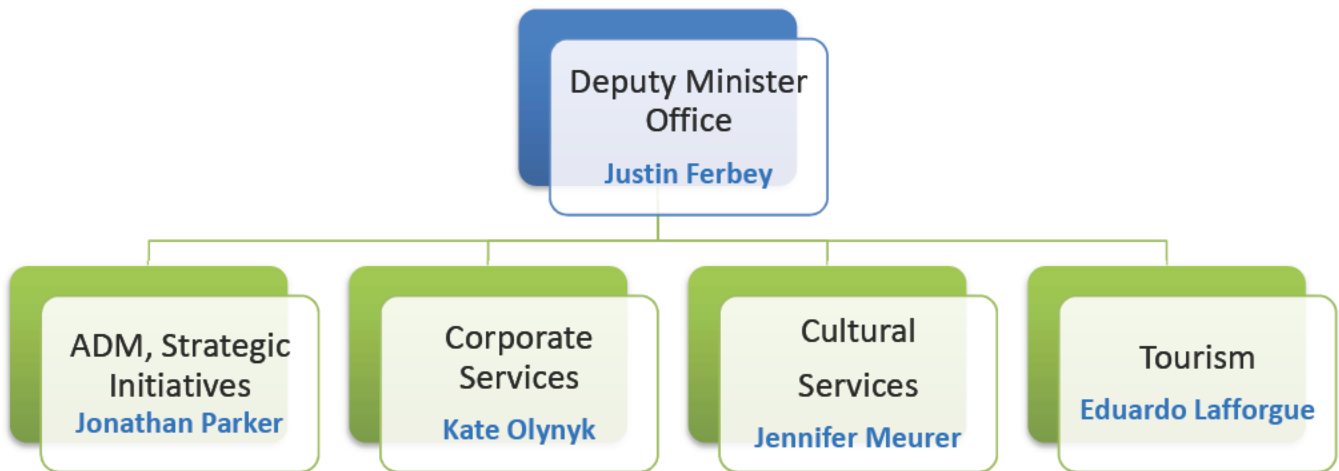 Deputy Minister
Office
Justin Ferbey
ADM, Strategic
Initiatives
Jonathan Parker
Corporate
Services
Kate Olynyk
Cultural
Services
Jennifer Meurer
Tourism
Eduardo Lafforgue